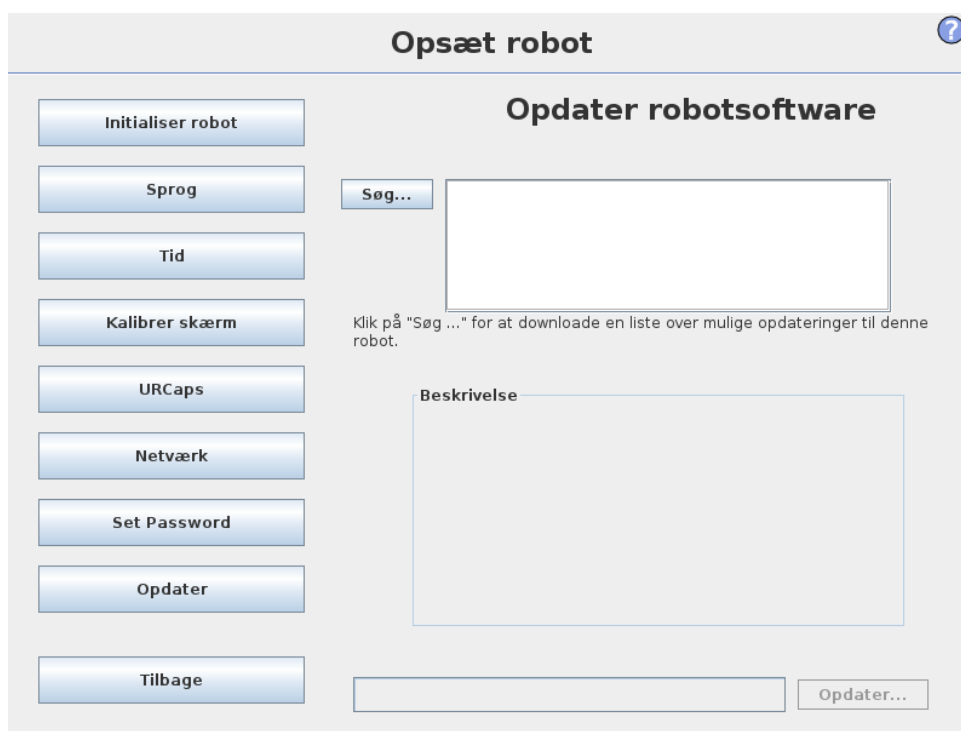 Opsæt robot
?
Initialiser robot
Sprog
Tid
Kalibrer skærm
URCaps
Netværk
Set Password
Opdater
Tilbage
Opdater robotsoftware
Søg...
Klik på "Søg ..." for at downloade en liste over mulige opdateringer til denne
robot.
Beskrivelse
Opdater...